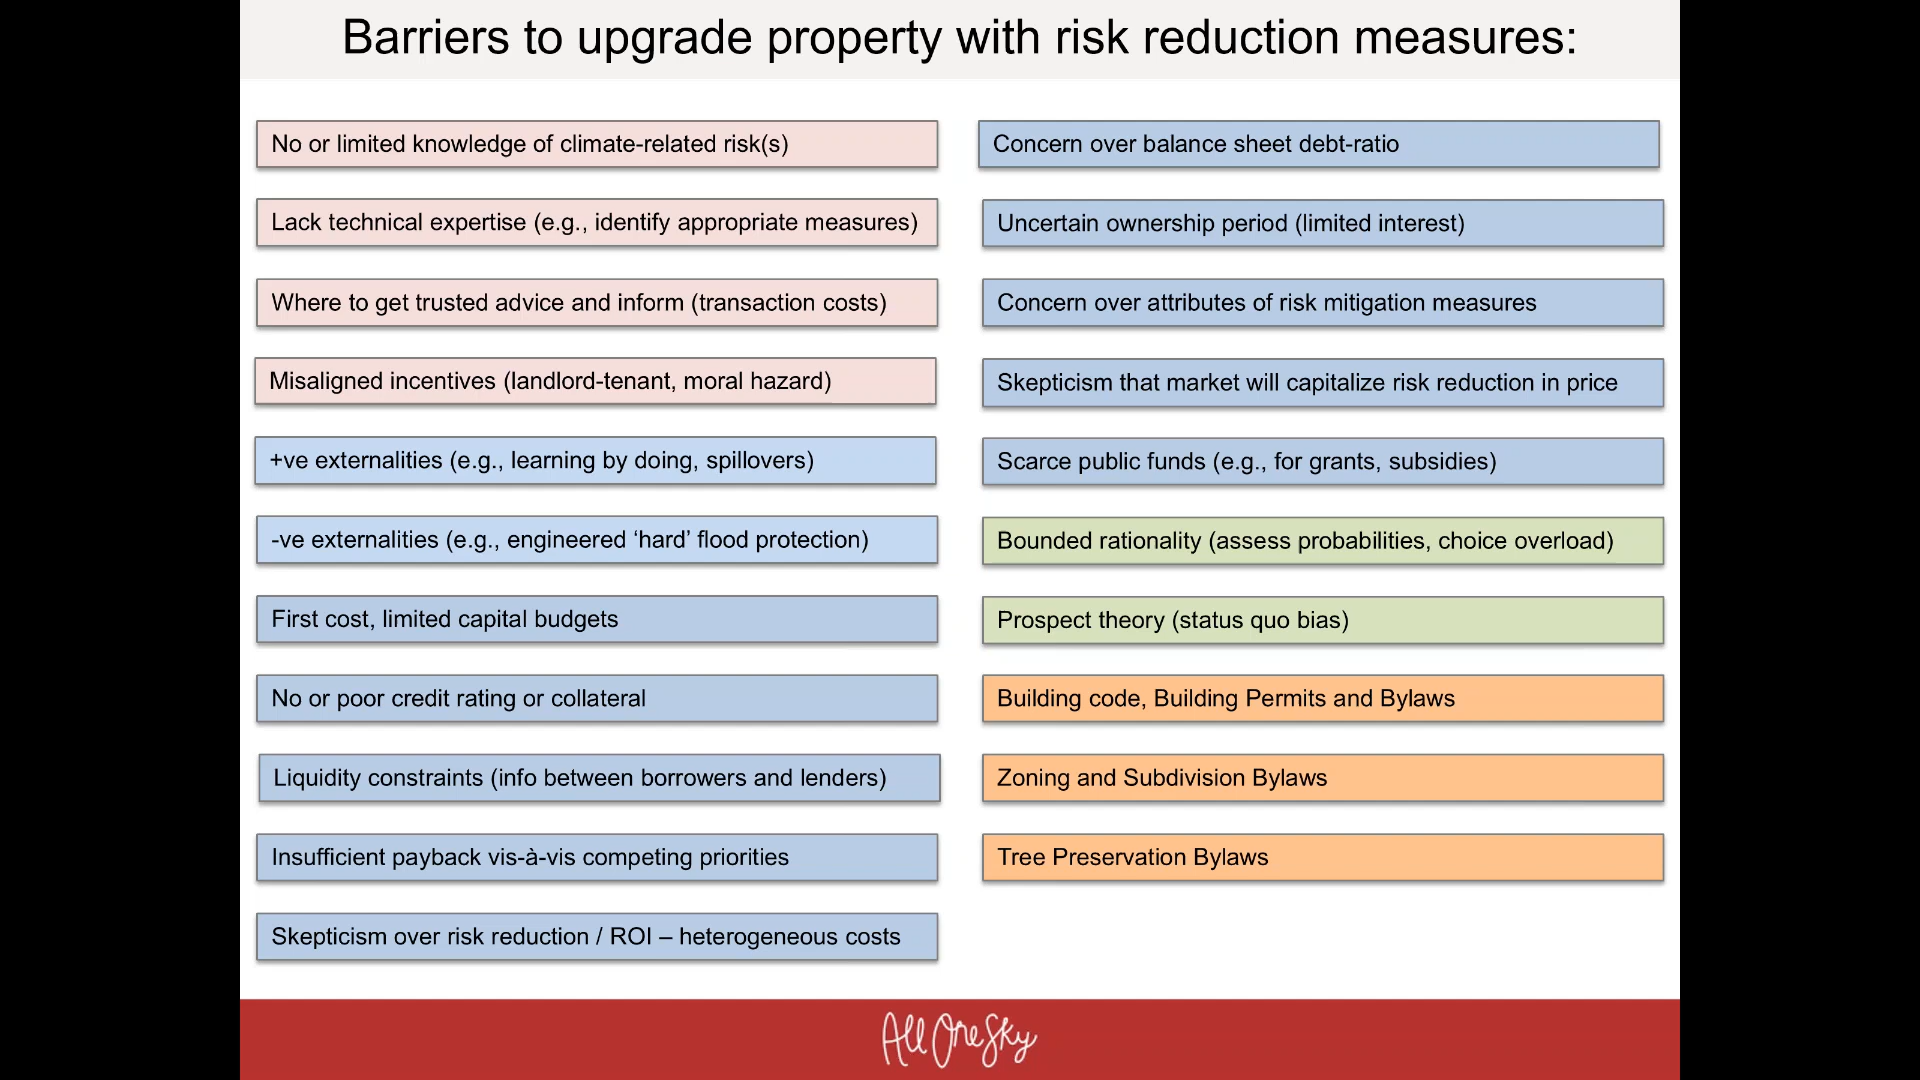 Barriers to upgrade property with risk reduction measures:
No or limited knowledge of climate-related risk(s)
Lack technical expertise (e.g., identify appropriate measures)
Where to get trusted advice and inform (transaction costs)
Misaligned incentives (landlord-tenant, moral hazard)
+ve externalities (e.g., learning by doing, spillovers)
-ve externalities (e.g., engineered ‘hard’ flood protection)
First cost, limited capital budgets
No or poor credit rating or collateral
Liquidity constraints (info between borrowers and lenders)
Insufficient payback vis-à-vis competing priorities
Skepticism over risk reduction / ROI – heterogeneous costs
Concern over balance sheet debt-ratio
Uncertain ownership period (limited interest)
Concern over attributes of risk mitigation measures
Skepticism that market will capitalize risk reduction in price
Scarce public funds (e.g., for grants, subsidies)
Bounded rationality (assess probabilities, choice overload)
Prospect theory (status quo bias)
Building code, Building Permits and Bylaws
Zoning and Subdivision Bylaws
Tree Preservation Bylaws
All One Sky